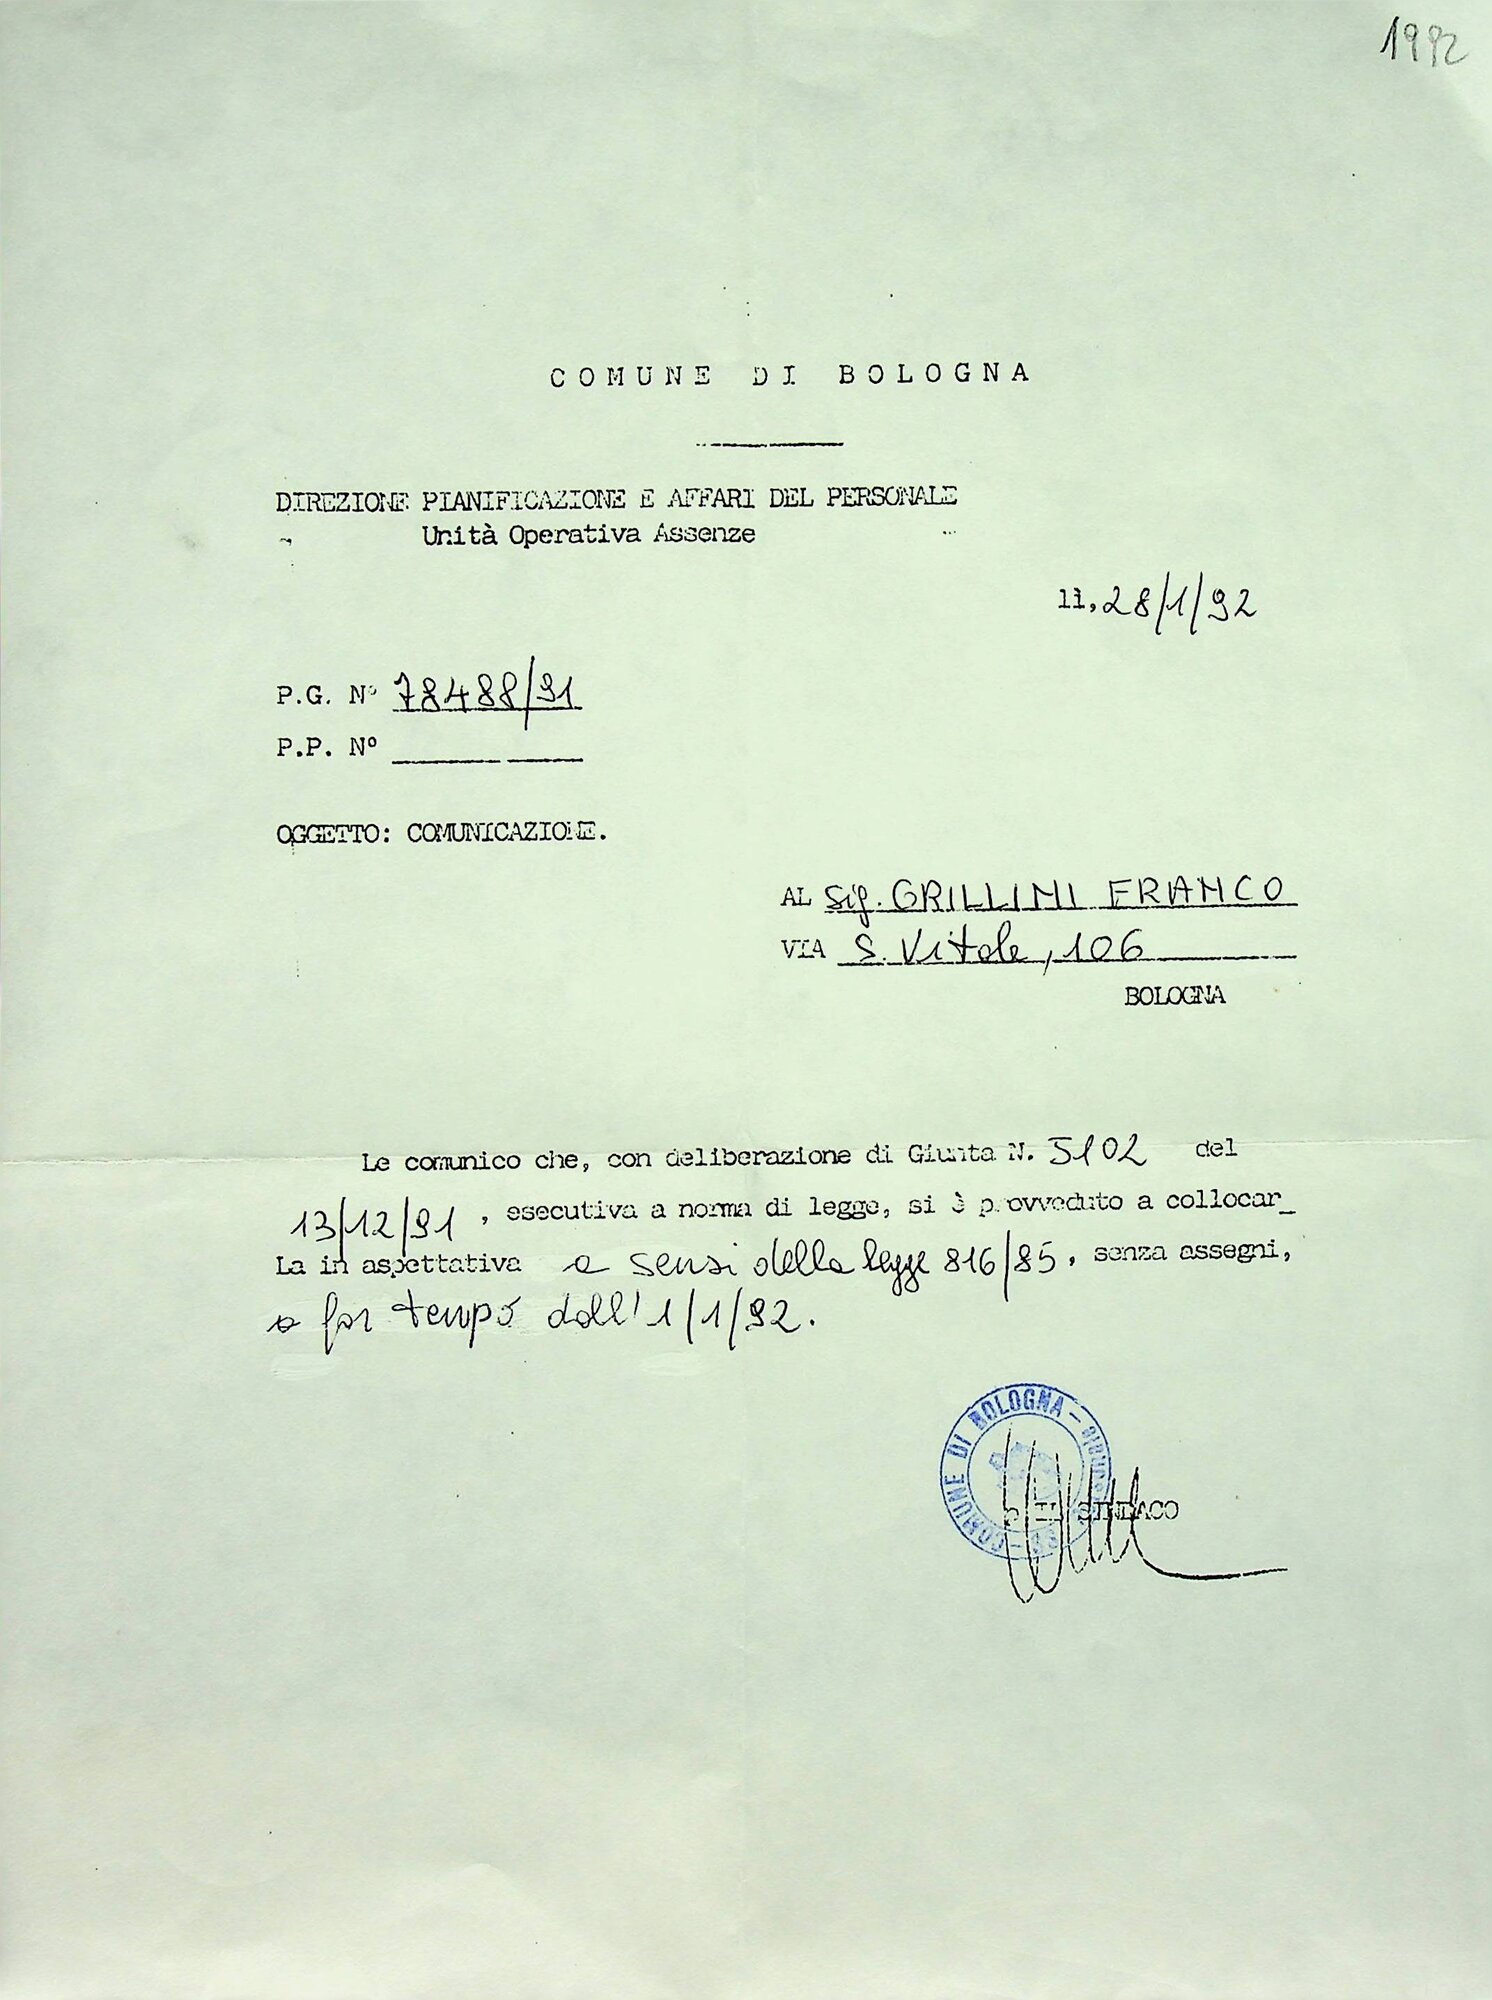 1992
COMUNE DI BOLOGNA
DIREZIONE PIANIFICAZIONE E AFFARI DEL PERSONALE
Unità Operativa Assenze
lì, 28/1/92
P.G. N° 78488/91
P.P. N°
OGGETTO: COMUNICAZIONE.
AL Sig. GRILLINI FRANCO
VIA S. Vitale, 106
BOLOGNA
Le comunico che, con deliberazione di Giunta N. 5102 del
13/12/91, esecutiva a norma di legge, si è provveduto a collocar_
La in aspettativa a sensi della legge 816/85, senza assegni,
a far tempo dall'1/1/92.
COMUNE DI BOLOGNA
IL SINDACO